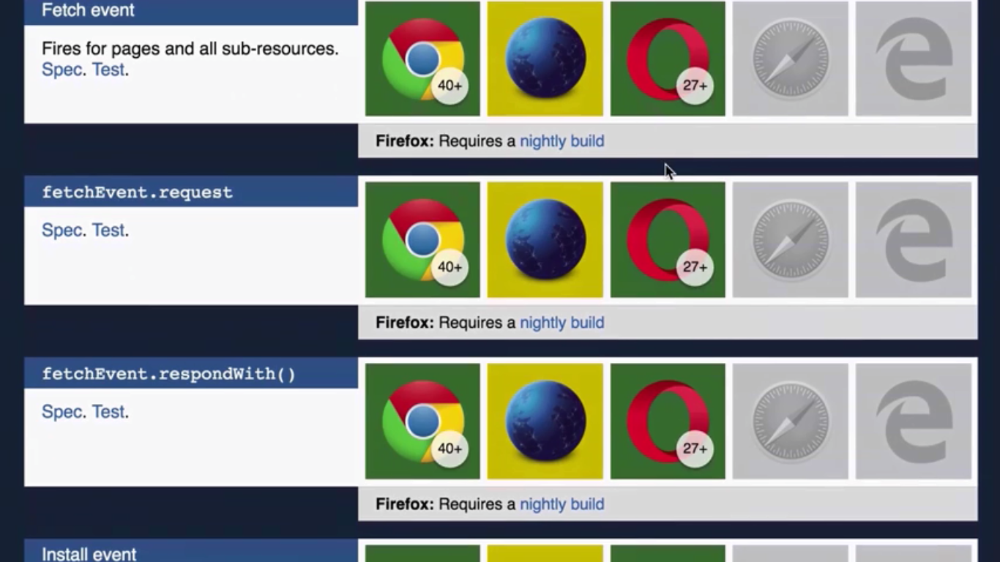 Fetch event
Fires for pages and all sub-resources.
Spec. Test.
40+
27+
Firefox: Requires a nightly build
fetchEvent.request
Spec. Test.
40+
27+
Firefox: Requires a nightly build
fetchEvent.respondWith()
Spec. Test.
40+
27+
Firefox: Requires a nightly build
Install event